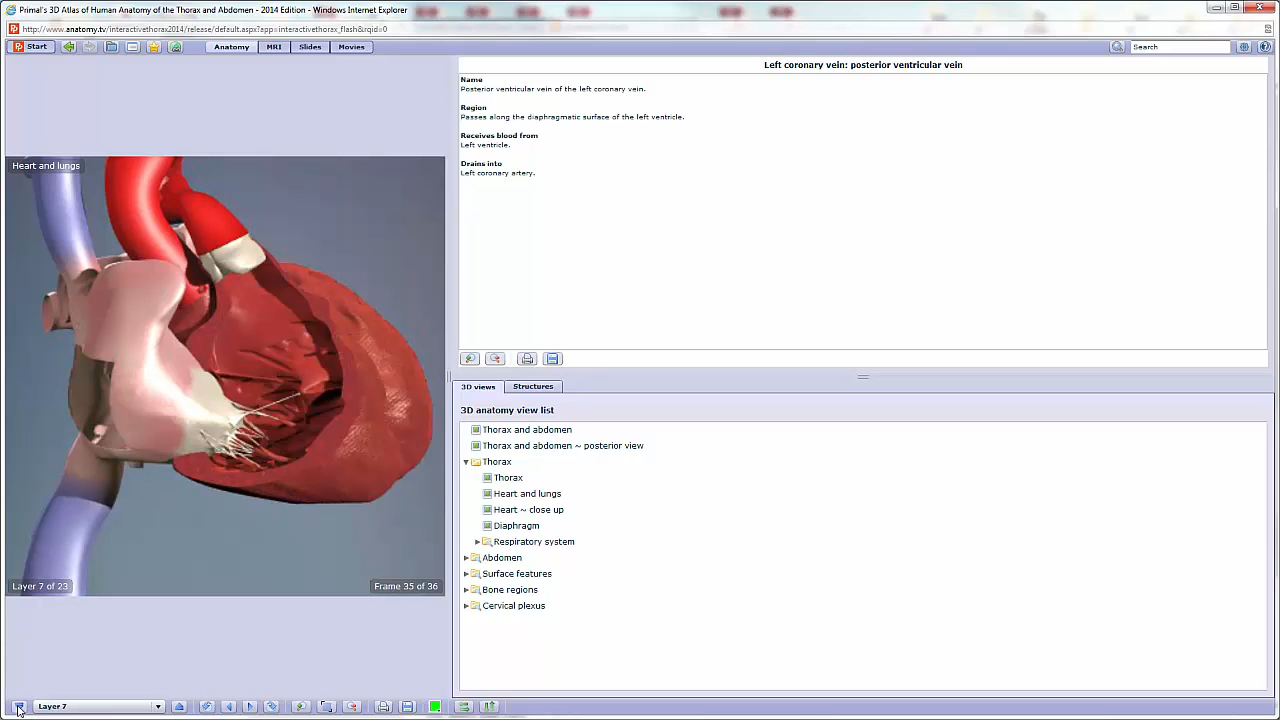 Primal's 3D Atlas of Human Anatomy of the Thorax and Abdomen - 2014 Edition - Windows Internet Explorer
http://www.anatomy.tv/interactivethorax2014/release/default.aspx?app=interactivethorax_flash&rqid=0
Start
Anatomy
MRI
Slides
Movies
Search
Left coronary vein: posterior ventricular vein
Name
Posterior ventricular vein of the left coronary vein.
Region
Passes along the diaphragmatic surface of the left ventricle.
Receives blood from
Left ventricle.
Drains into
Left coronary artery.
Heart and lungs
Layer 7 of 23
Frame 35 of 36
3D views
Structures
3D anatomy view list
Thorax and abdomen
Thorax and abdomen ~ posterior view
Thorax
Thorax
Heart and lungs
Heart ~ close up
Diaphragm
Respiratory system
Abdomen
Surface features
Bone regions
Cervical plexus
Layer 7